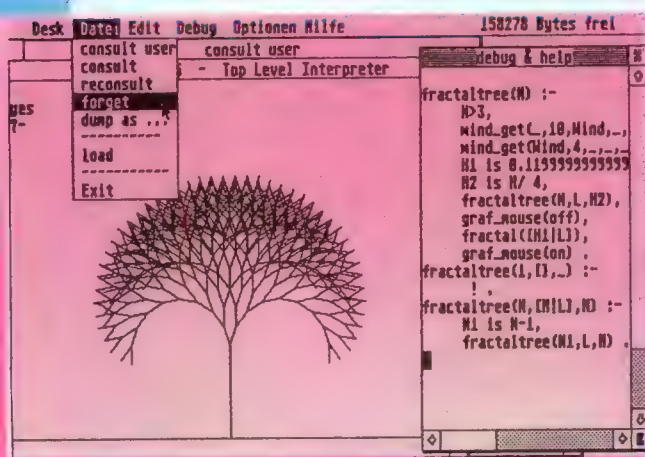 Desk Datei Edit Debug Optionen Hilfe 158278 Bytes frei
consult user
consult
reconsult
forget
dump as ...
----------
load
----------
Exit
consult user
- Top Level Interpreter
yes
?-
debug & help
fractaltree(N) :-
N>3,
wind_get(_,10,Wind,_,
wind_get(Wind,4,_,_,_
H1 is 0.1199999999999
H2 is H/ 4,
fractaltree(N,L,H2),
graf_mouse(off),
fractal([H1|L]),
graf_mouse(on) .
fractaltree(1,[],_) :-
! .
fractaltree(N,[H|L],H) :-
N1 is N-1,
fractaltree(N1,L,H) .